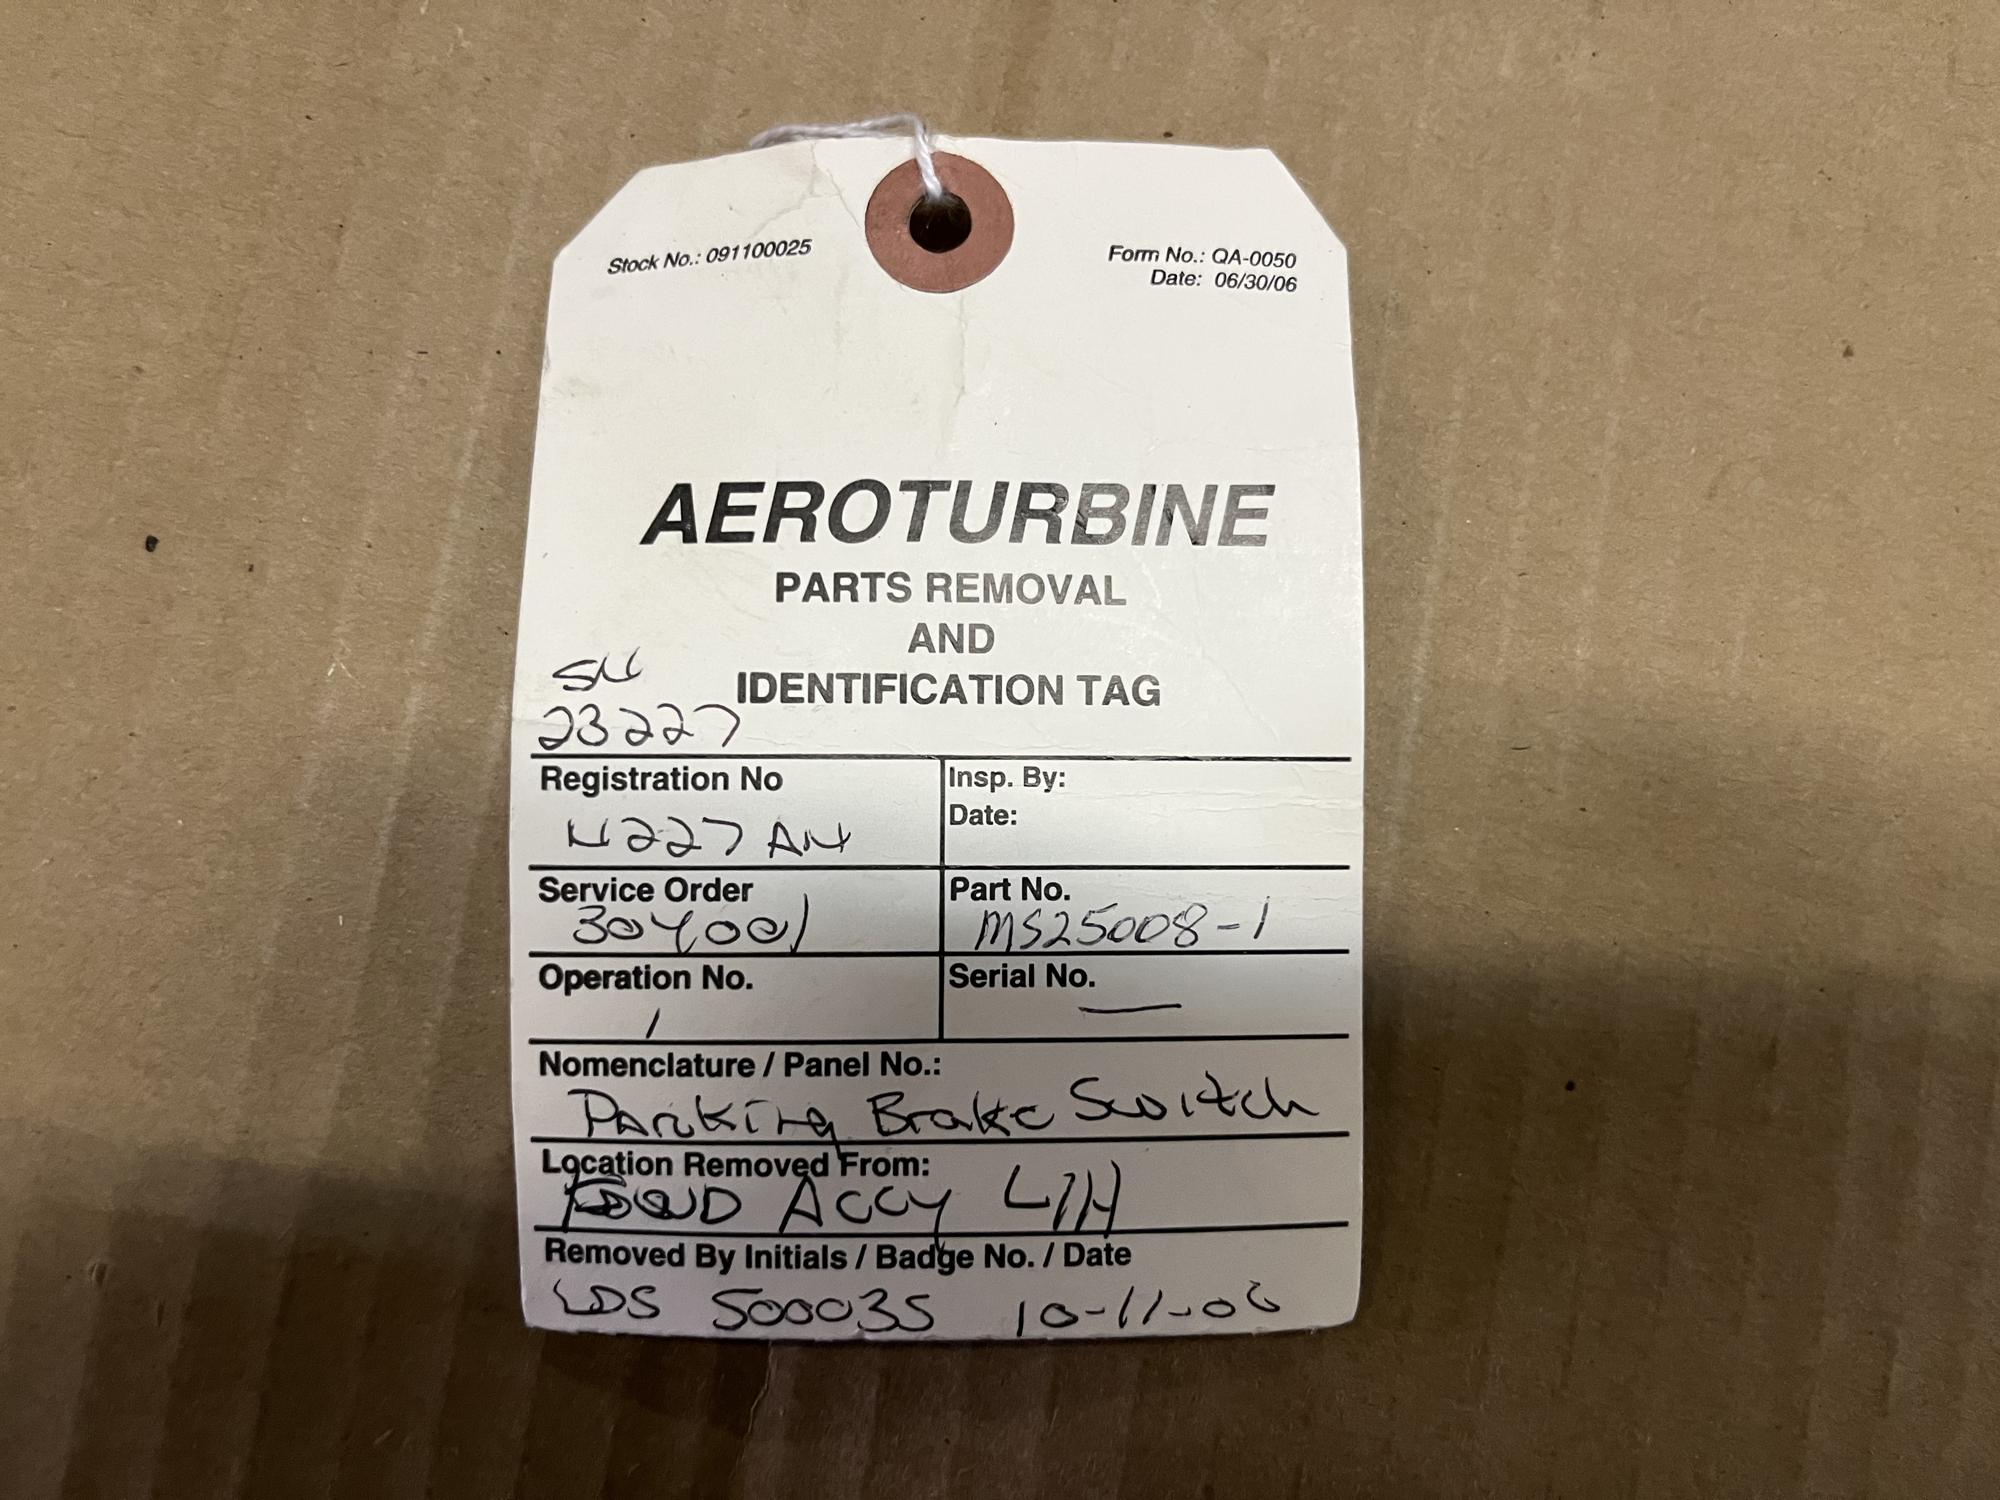 Stock No.: 091100025
Form No.: QA-0050
Date: 06/30/06
AEROTURBINE
PARTS REMOVAL
AND
IDENTIFICATION TAG
SN
23227
Registration No
N227AN
Insp. By:
Date:
Service Order
304001
Part No.
MS25008-1
Operation No.
1
Serial No.
—
Nomenclature / Panel No.:
Parking Brake Switch
Location Removed From:
FWD ACCY L/H
Removed By Initials / Badge No. / Date
LDS 500035 10-11-06